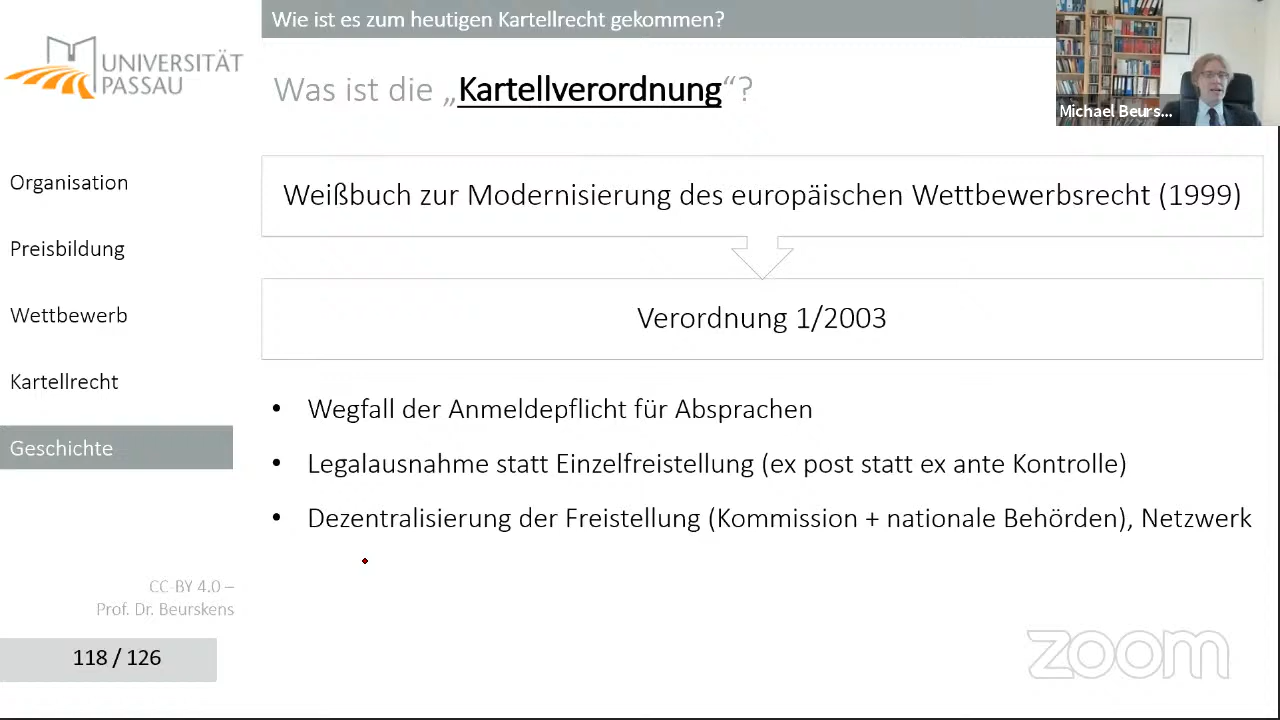 Wie ist es zum heutigen Kartellrecht gekommen?
UNIVERSITÄT
PASSAU
Was ist die „Kartellverordnung“?
Michael Beurs...
Organisation
Preisbildung
Wettbewerb
Kartellrecht
Geschichte
Weißbuch zur Modernisierung des europäischen Wettbewerbsrecht (1999)
Verordnung 1/2003
• Wegfall der Anmeldepflicht für Absprachen
• Legalausnahme statt Einzelfreistellung (ex post statt ex ante Kontrolle)
• Dezentralisierung der Freistellung (Kommission + nationale Behörden), Netzwerk
CC-BY 4.0 –
Prof. Dr. Beurskens
118 / 126
zoom